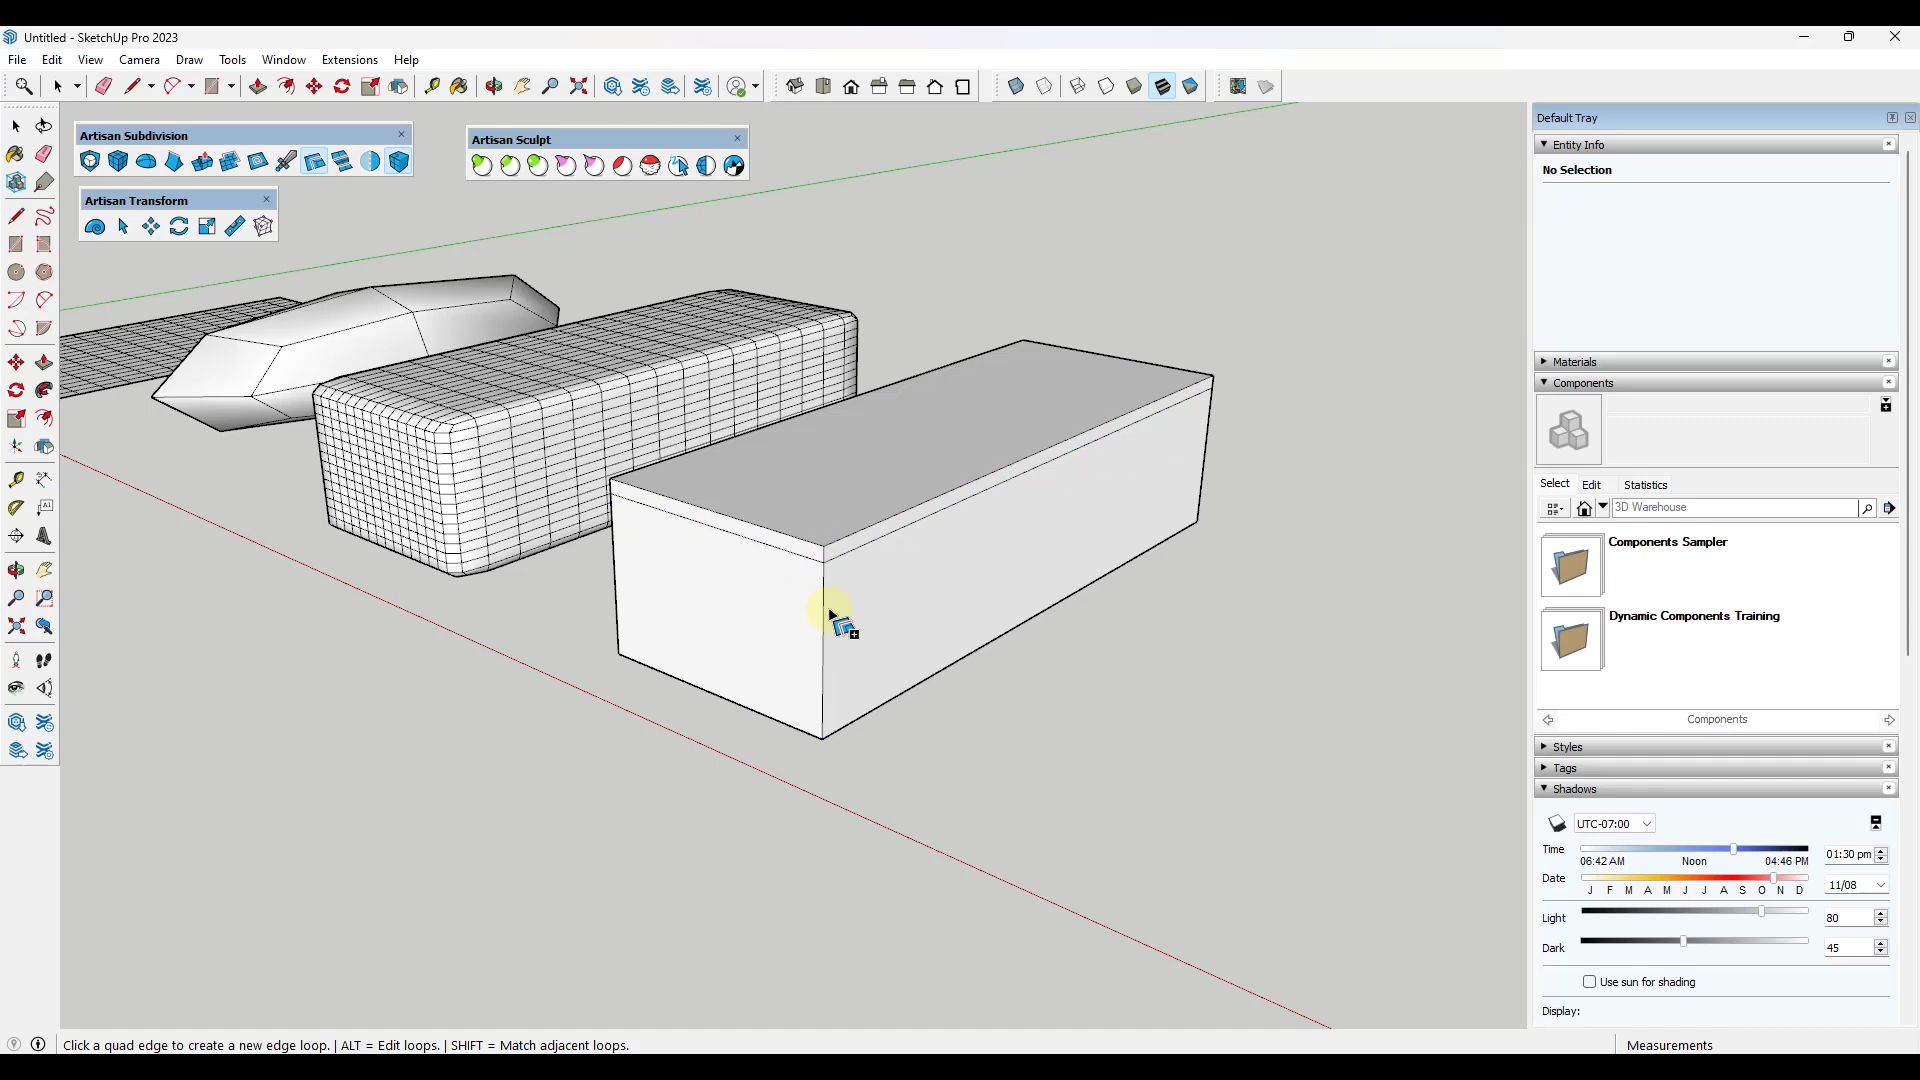 Untitled - SketchUp Pro 2023
File Edit View Camera Draw Tools Window Extensions Help
Default Tray
Artisan Subdivision
Artisan Sculpt
Entity Info
No Selection
Artisan Transform
Materials
Components
Select Edit Statistics
3D Warehouse
A1
Components Sampler
Dynamic Components Training
Components
Styles
Tags
Shadows
UTC-07:00
Time 01:30 pm
06:42 AM Noon 04:46 PM
Date 11/08
J F M A M J J A S O N D
Light 80
Dark 45
Use sun for shading
Display:
Click a quad edge to create a new edge loop. | ALT = Edit loops. | SHIFT = Match adjacent loops.
Measurements